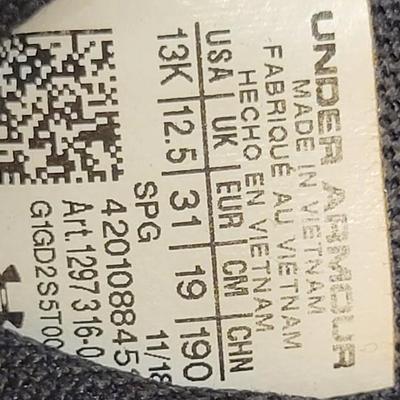 UNDER ARMOUR
MADE IN VIETNAM
FABRIQUÉ AU VIETNAM
HECHO EN VIETNAM
USA UK EUR CM CHN
13K 12.5 31 19 190
SPG 11/18
420108845
Art.1297316-0
G1GD2S5T00